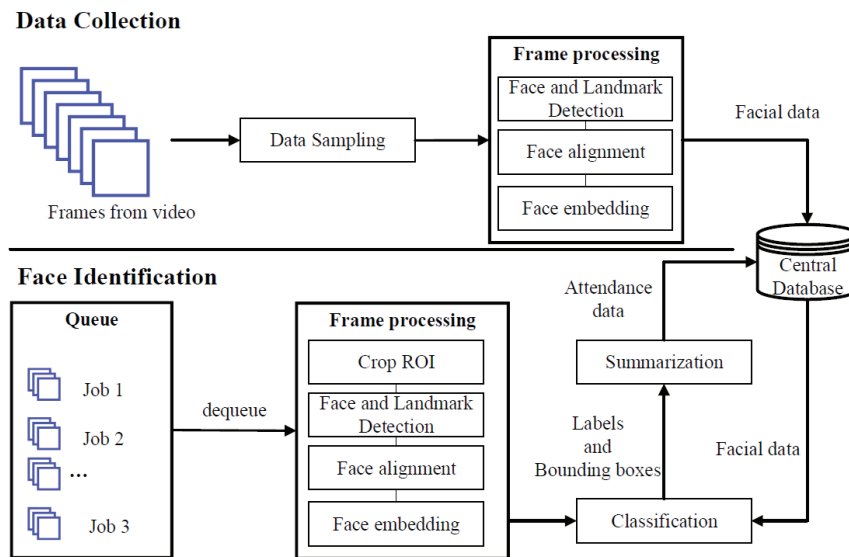 Data Collection
Frames from video
Data Sampling
Frame processing
Face and Landmark
Detection
Face alignment
Face embedding
Facial data
Central
Database
Face Identification
Queue
Job 1
Job 2
...
Job 3
dequeue
Frame processing
Crop ROI
Face and Landmark
Detection
Face alignment
Face embedding
Attendance
data
Summarization
Labels
and
Bounding boxes
Classification
Facial data